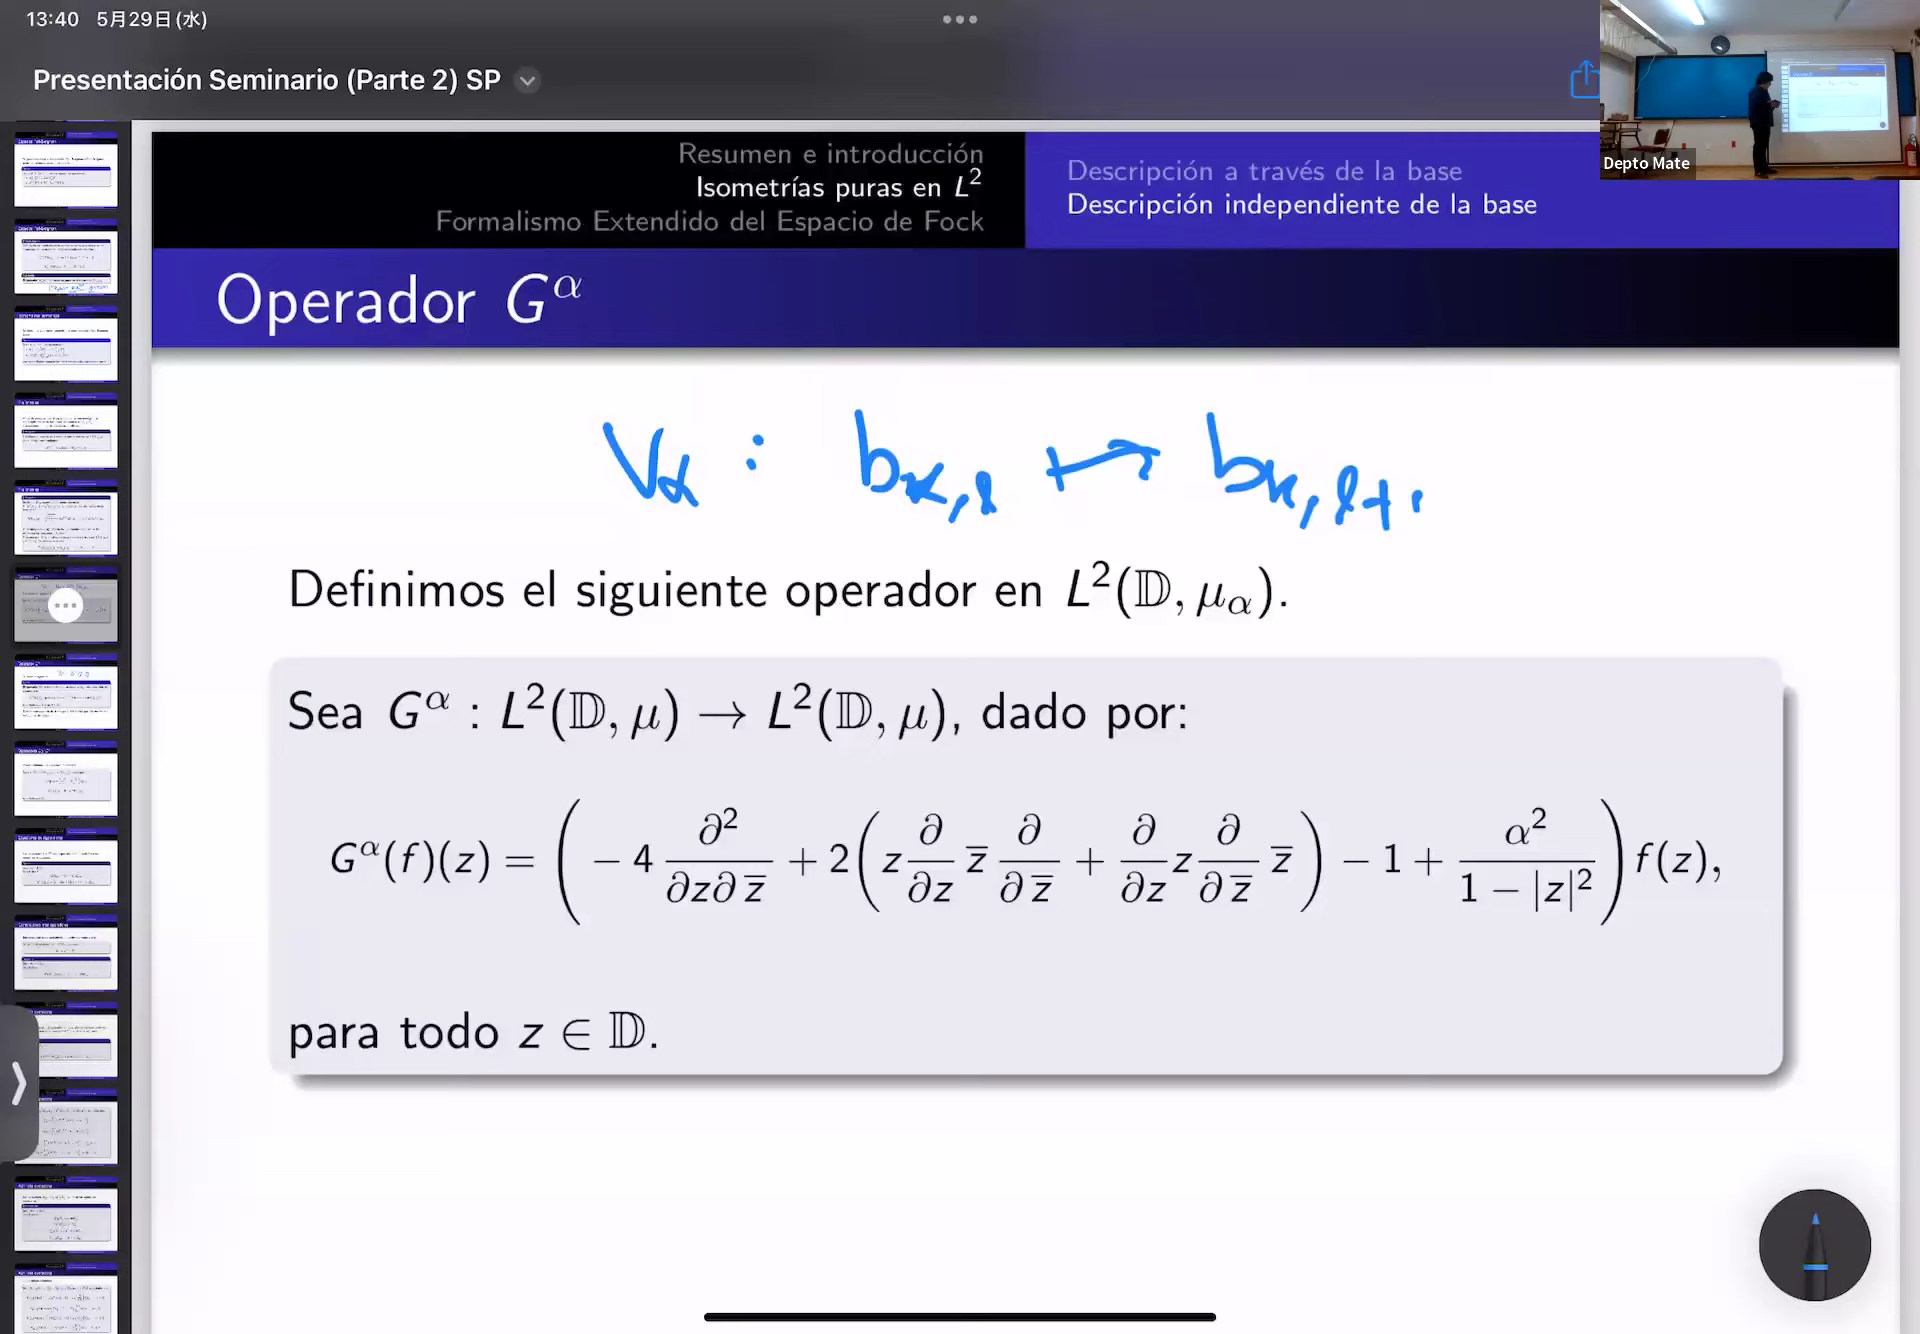 13:40 5月29日(水)
Presentación Seminario (Parte 2) SP
Depto Mate
Resumen e introducción
Isometrías puras en L²
Formalismo Extendido del Espacio de Fock
Descripción a través de la base
Descripción independiente de la base
Operador G^α
V_α : b_{k,l} ↦ b_{k,l+1}
Definimos el siguiente operador en L²(𝔻, μ_α).
Sea G^α : L²(𝔻, μ) → L²(𝔻, μ), dado por:
G^α(f)(z) = ( − 4 ∂²/∂z∂z̄ + 2( z ∂/∂z z̄ ∂/∂z̄ + ∂/∂z z ∂/∂z̄ z̄ ) − 1 + α²/(1 − |z|²) ) f(z),
para todo z ∈ 𝔻.